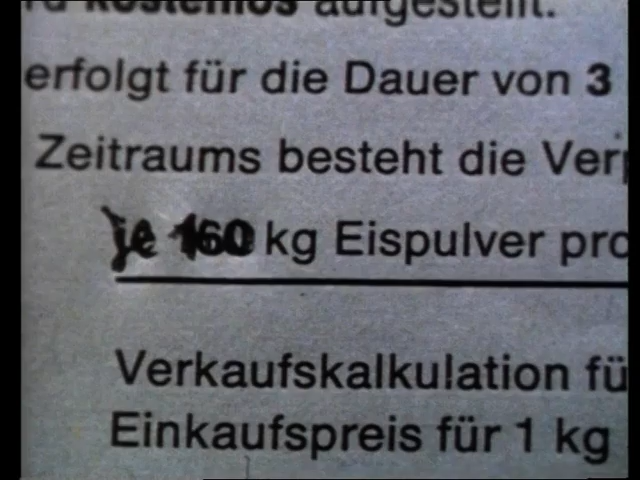 kostenlos aufgestellt.
erfolgt für die Dauer von 3
Zeitraums besteht die
je 160 kg Eispulver pro
Verkaufskalkulation fü
Einkaufspreis für 1 kg